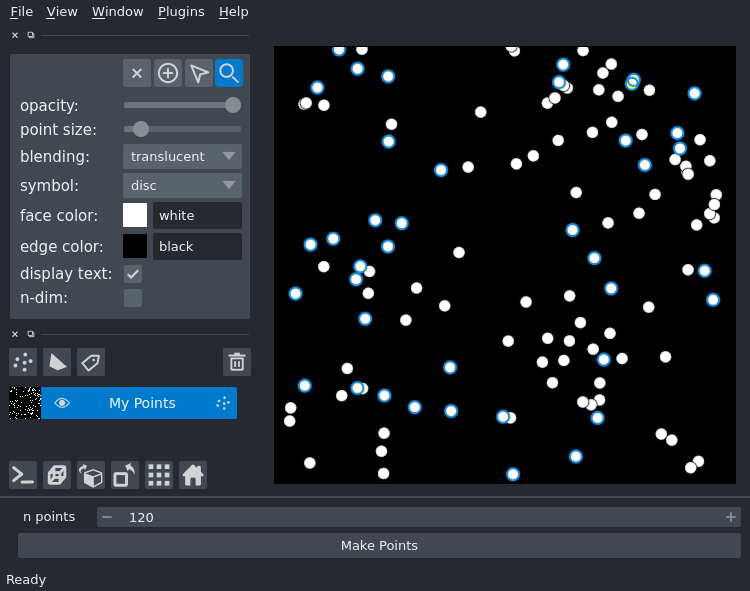 File View Window Plugins Help
opacity:
point size:
blending: translucent
symbol: disc
face color: white
edge color: black
display text:
n-dim:
My Points
n points 120
Make Points
Ready